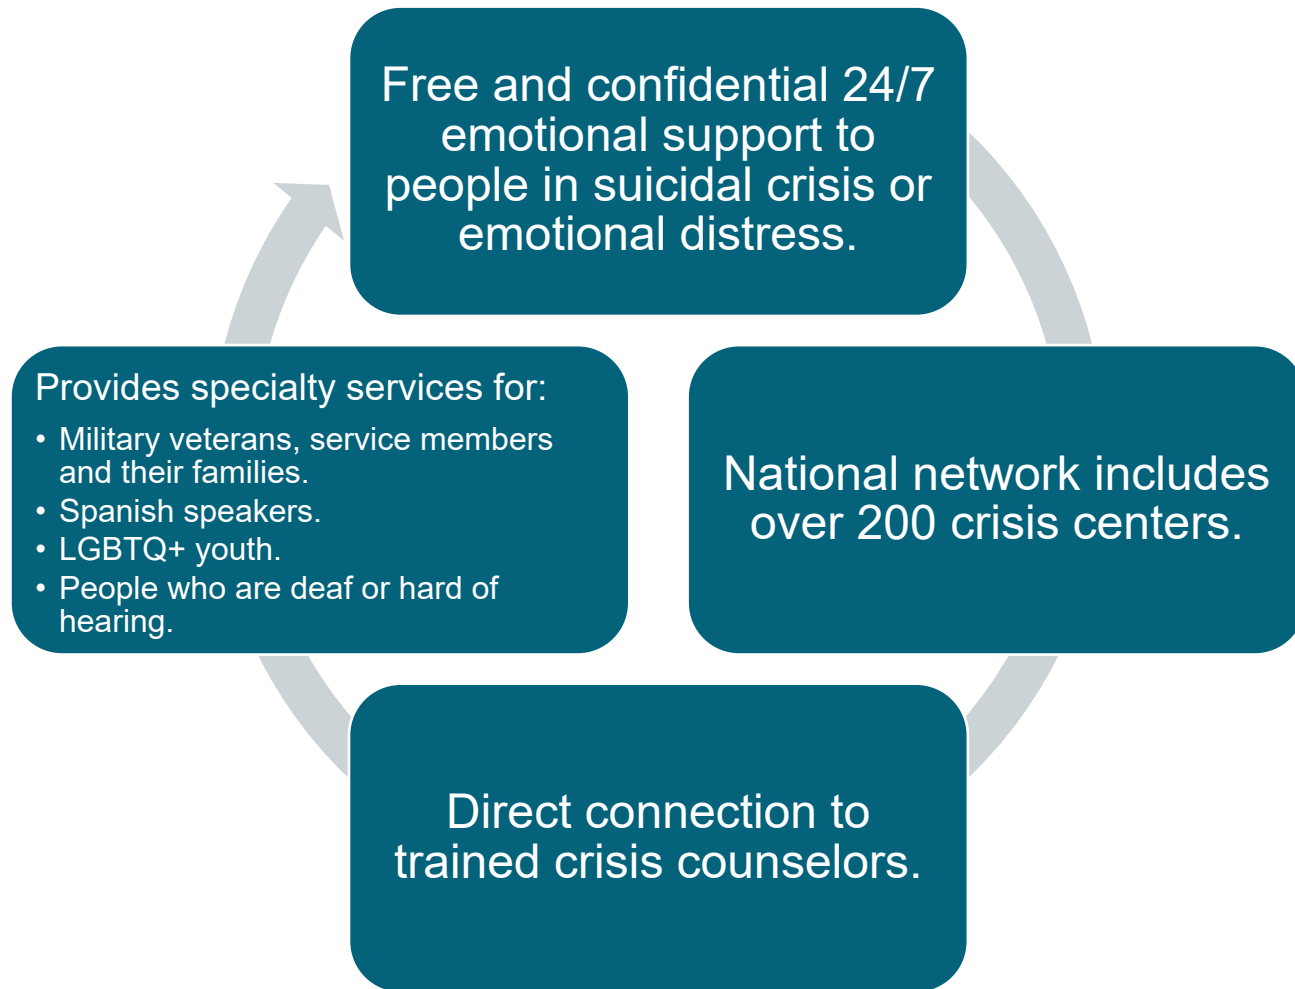 Free and confidential 24/7
emotional support to
people in suicidal crisis or
emotional distress.
National network includes
over 200 crisis centers.
Direct connection to
trained crisis counselors.
Provides specialty services for:
• Military veterans, service members
and their families.
• Spanish speakers.
• LGBTQ+ youth.
• People who are deaf or hard of
hearing.